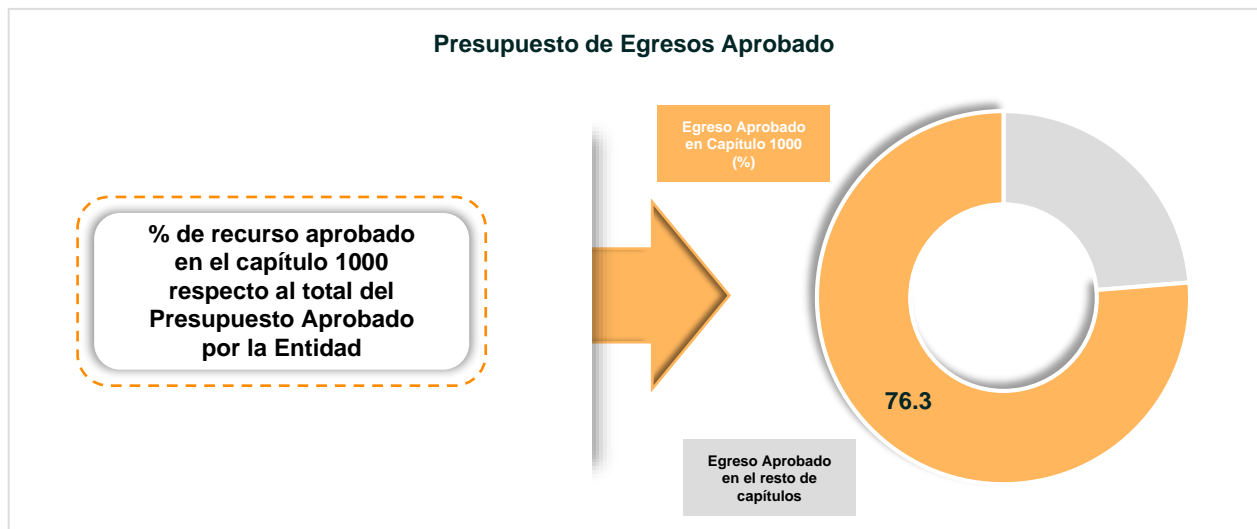 Presupuesto de Egresos Aprobado
% de recurso aprobado
en el capítulo 1000
respecto al total del
Presupuesto Aprobado
por la Entidad
Egreso Aprobado
en Capítulo 1000
(%)
76.3
Egreso Aprobado
en el resto de
capítulos